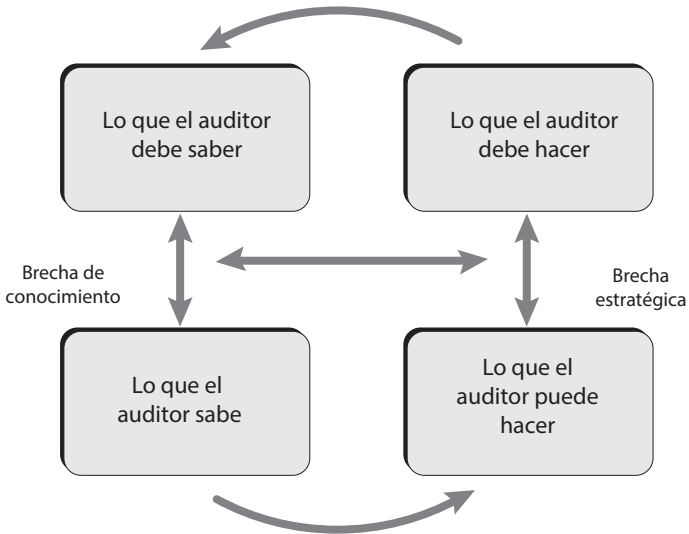 Lo que el auditor
debe saber
Lo que el auditor
debe hacer
Brecha de
conocimiento
Brecha
estratégica
Lo que el
auditor sabe
Lo que el
auditor puede
hacer